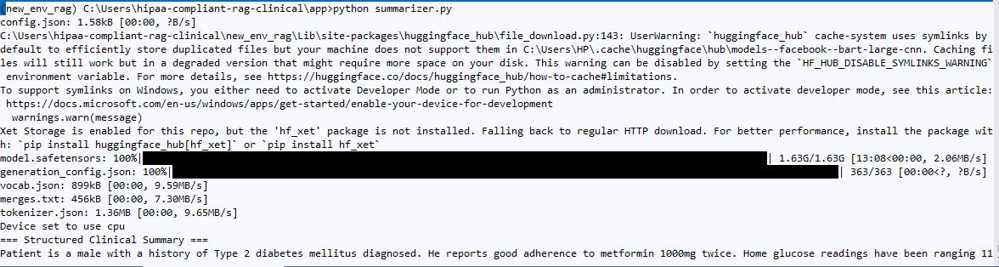 (new_env_rag) C:\Users\hipaa-compliant-rag-clinical\app>python summarizer.py
config.json: 1.58kB [00:00, ?B/s]
C:\Users\hipaa-compliant-rag-clinical\new_env_rag\Lib\site-packages\huggingface_hub\file_download.py:143: UserWarning: `huggingface_hub` cache-system uses symlinks by
default to efficiently store duplicated files but your machine does not support them in C:\Users\HP\.cache\huggingface\hub\models--facebook--bart-large-cnn. Caching fi
les will still work but in a degraded version that might require more space on your disk. This warning can be disabled by setting the `HF_HUB_DISABLE_SYMLINKS_WARNING`
environment variable. For more details, see https://huggingface.co/docs/huggingface_hub/how-to-cache#limitations.
To support symlinks on Windows, you either need to activate Developer Mode or to run Python as an administrator. In order to activate developer mode, see this article:
https://docs.microsoft.com/en-us/windows/apps/get-started/enable-your-device-for-development
warnings.warn(message)
Xet Storage is enabled for this repo, but the 'hf_xet' package is not installed. Falling back to regular HTTP download. For better performance, install the package wit
h: `pip install huggingface_hub[hf_xet]` or `pip install hf_xet`
model.safetensors: 100%| | 1.63G/1.63G [13:08<00:00, 2.06MB/s]
generation_config.json: 100%| | 363/363 [00:00<?, ?B/s]
vocab.json: 899kB [00:00, 9.59MB/s]
merges.txt: 456kB [00:00, 7.30MB/s]
tokenizer.json: 1.36MB [00:00, 9.65MB/s]
Device set to use cpu
=== Structured Clinical Summary ===
Patient is a male with a history of Type 2 diabetes mellitus diagnosed. He reports good adherence to metformin 1000mg twice. Home glucose readings have been ranging 11